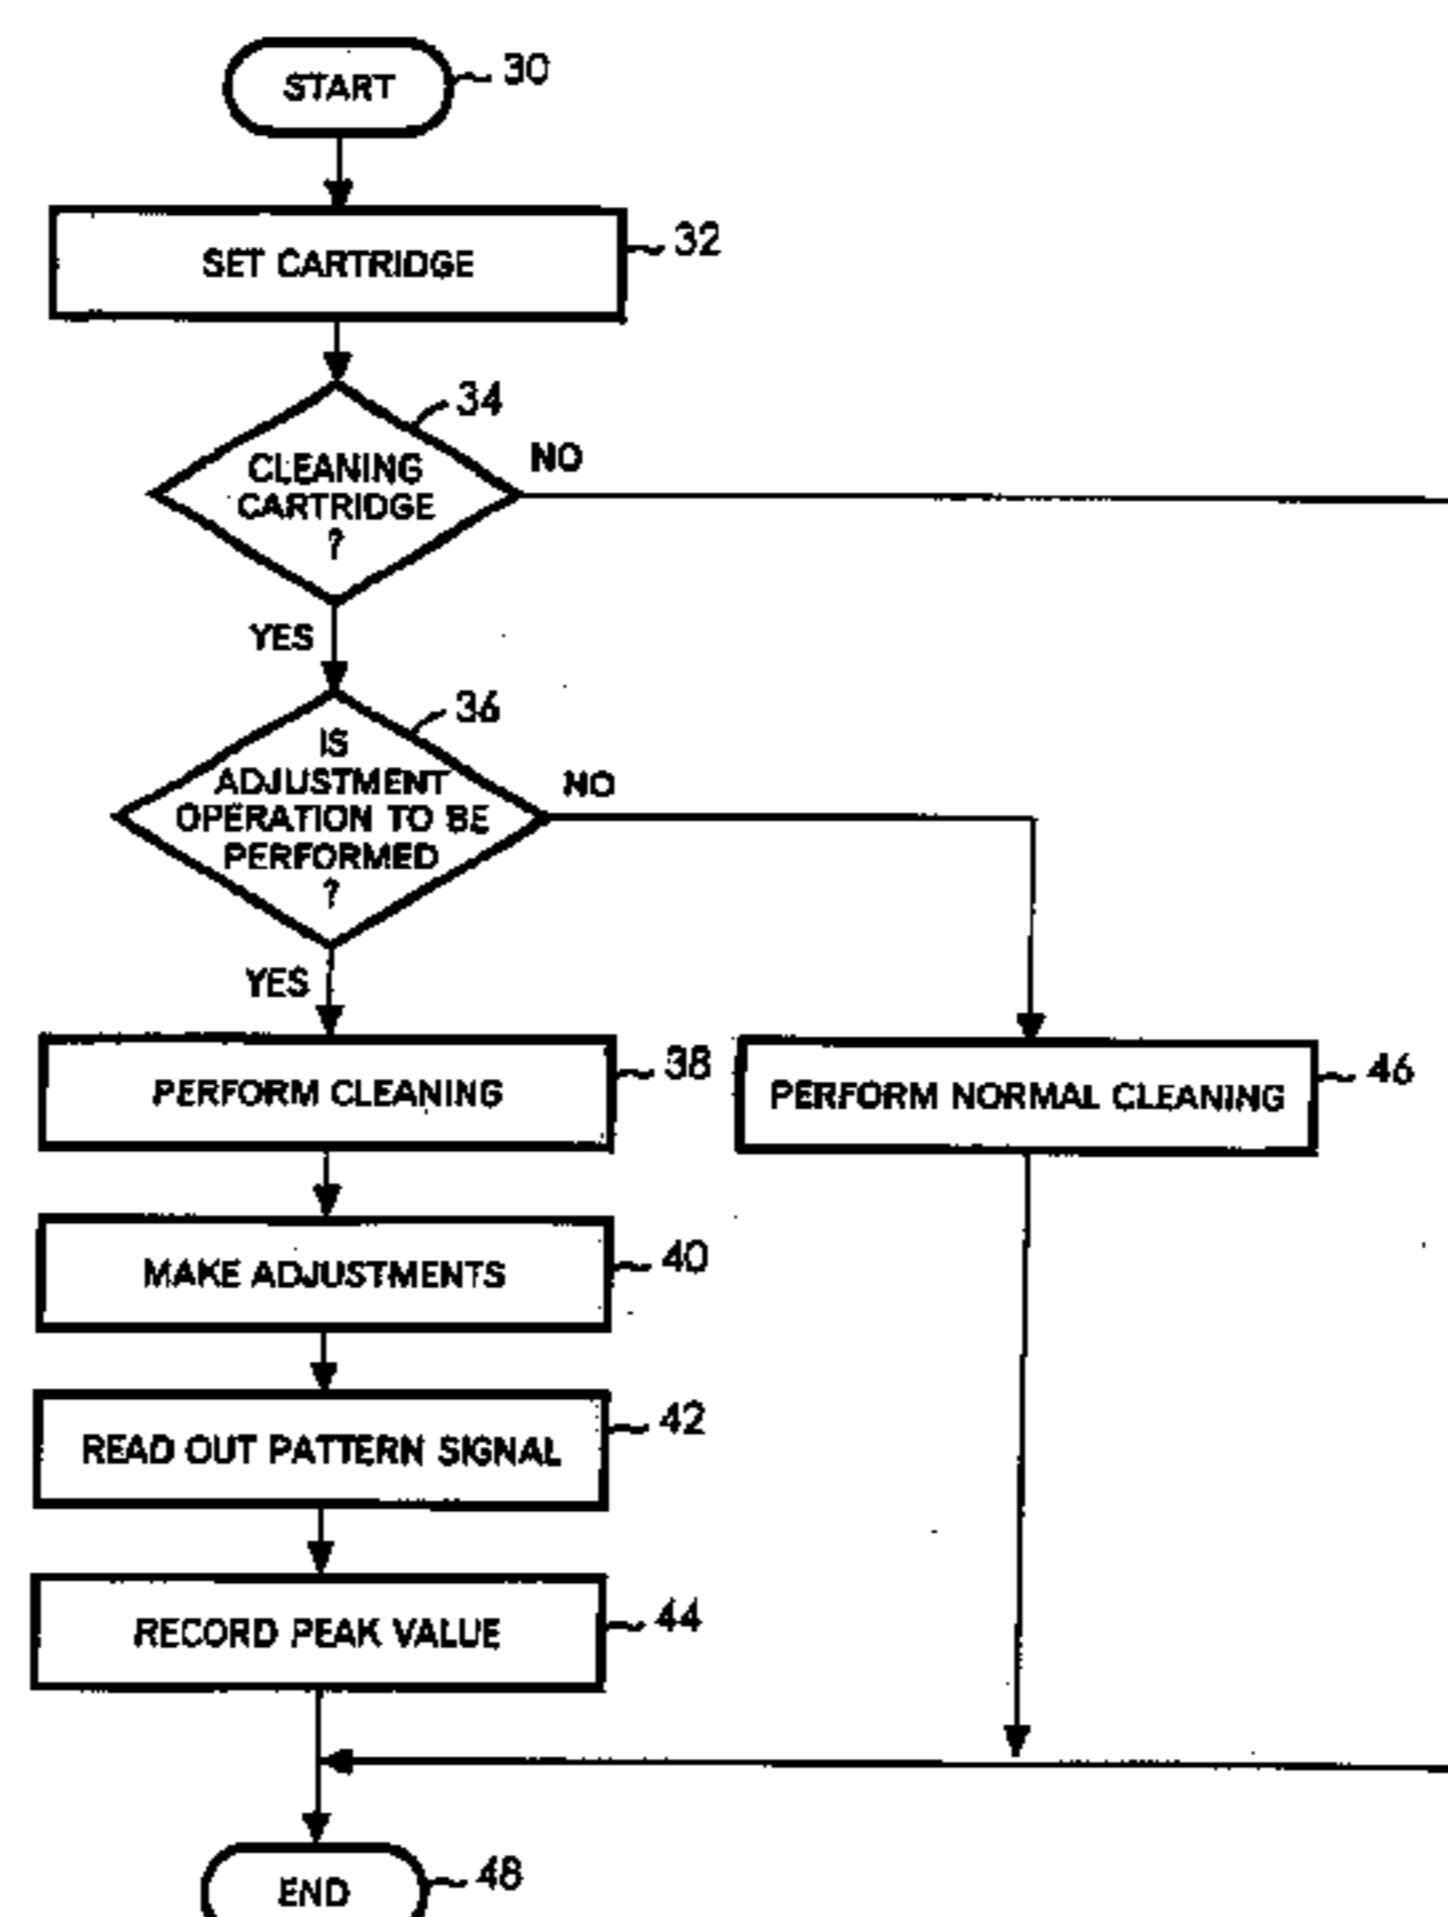 START
30
SET CARTRIDGE
32
34
CLEANING
CARTRIDGE
?
NO
YES
36
IS
ADJUSTMENT
OPERATION TO BE
PERFORMED
?
NO
YES
PERFORM CLEANING
38
PERFORM NORMAL CLEANING
46
MAKE ADJUSTMENTS
40
READ OUT PATTERN SIGNAL
42
RECORD PEAK VALUE
44
END
48